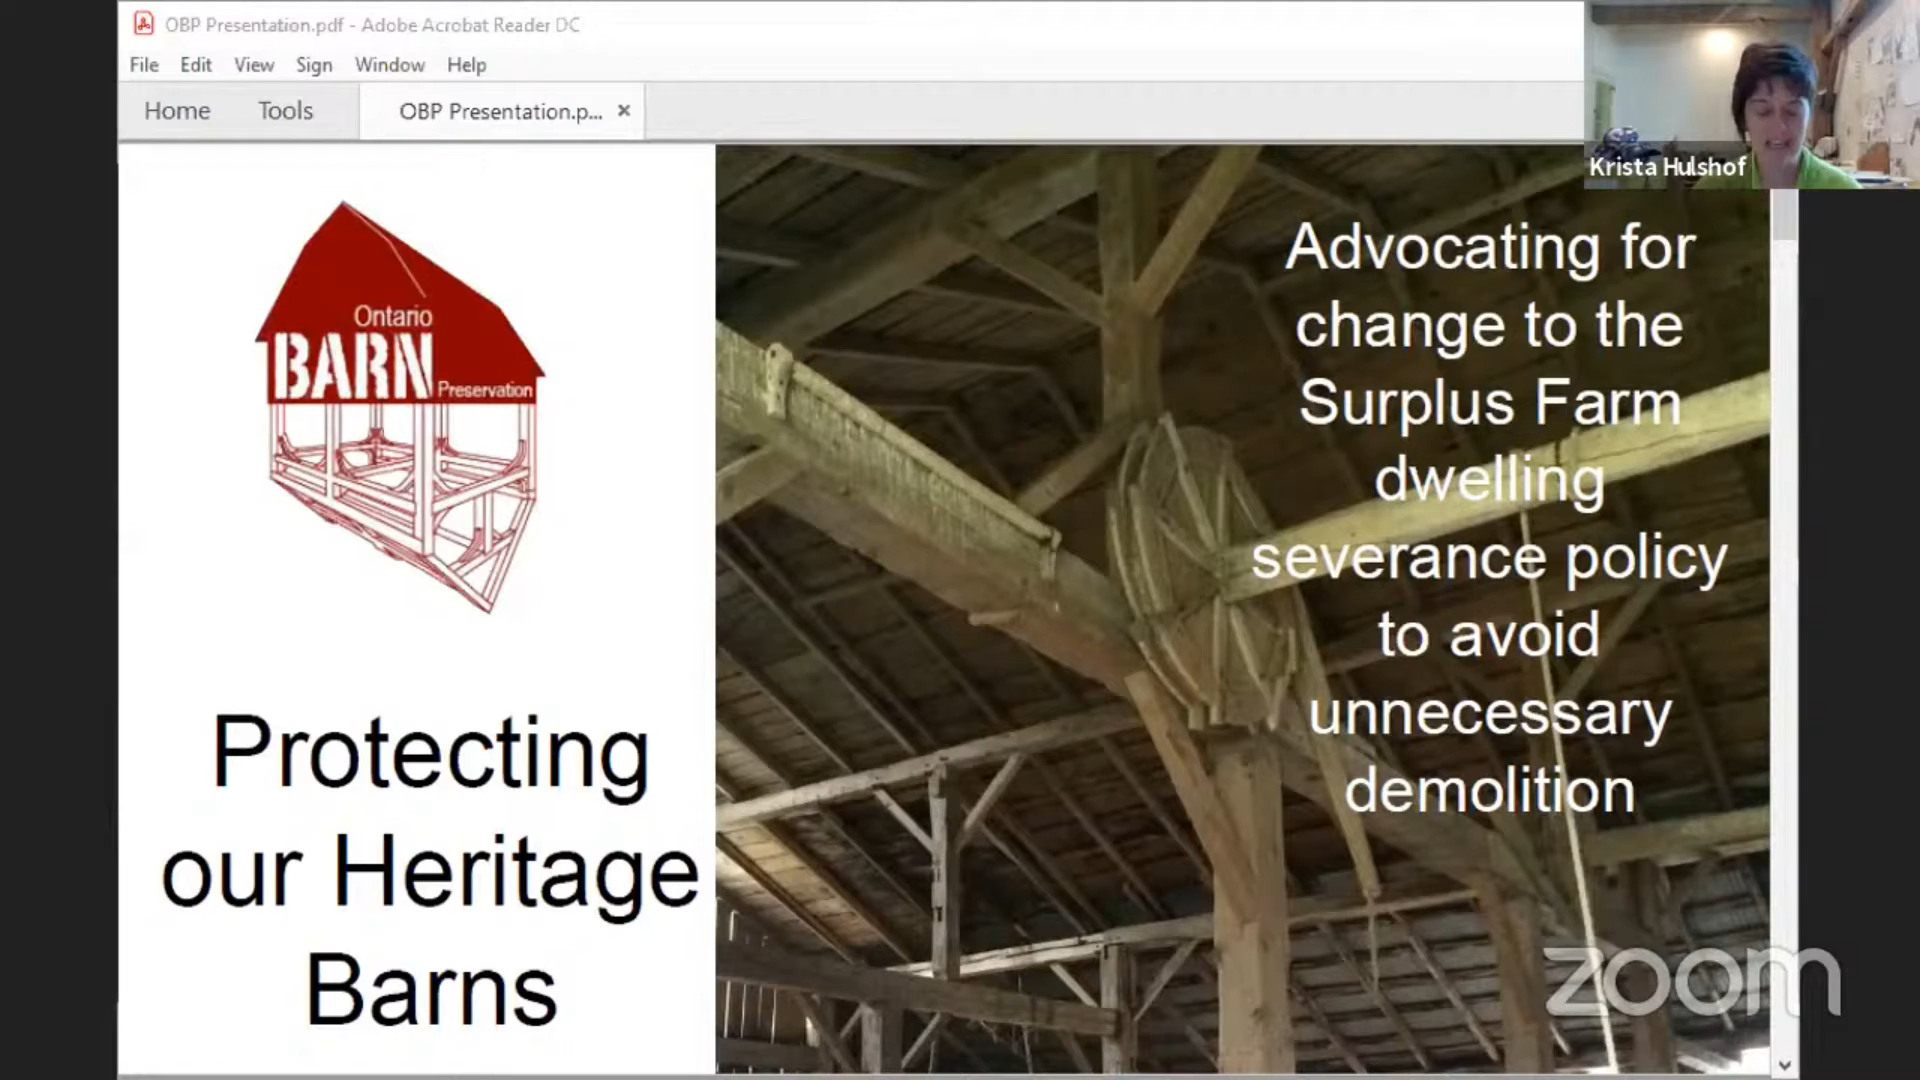 OBP Presentation.pdf - Adobe Acrobat Reader DC
File Edit View Sign Window Help
Home Tools OBP Presentation.p... ×
Krista Hulshof
Ontario
BARN
Preservation
Protecting
our Heritage
Barns
Advocating for
change to the
Surplus Farm
dwelling
severance policy
to avoid
unnecessary
demolition
zoom